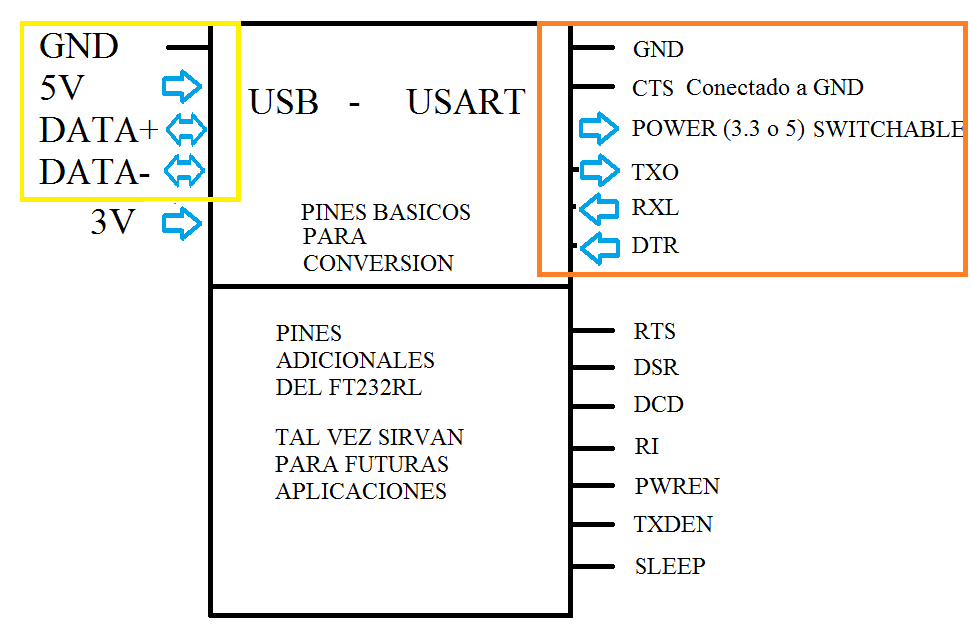 GND
5V
DATA+
DATA-
3V
USB - USART
PINES BASICOS
PARA
CONVERSION
GND
CTS Conectado a GND
POWER (3.3 o 5) SWITCHABLE
TXO
RXL
DTR
PINES
ADICIONALES
DEL FT232RL
TAL VEZ SIRVAN
PARA FUTURAS
APLICACIONES
RTS
DSR
DCD
RI
PWREN
TXDEN
SLEEP